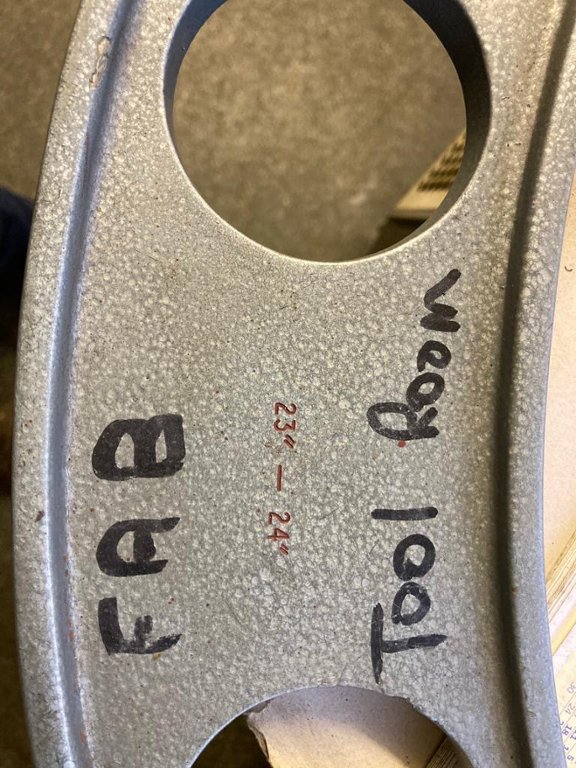 FAB
23" — 24"
Tool Room